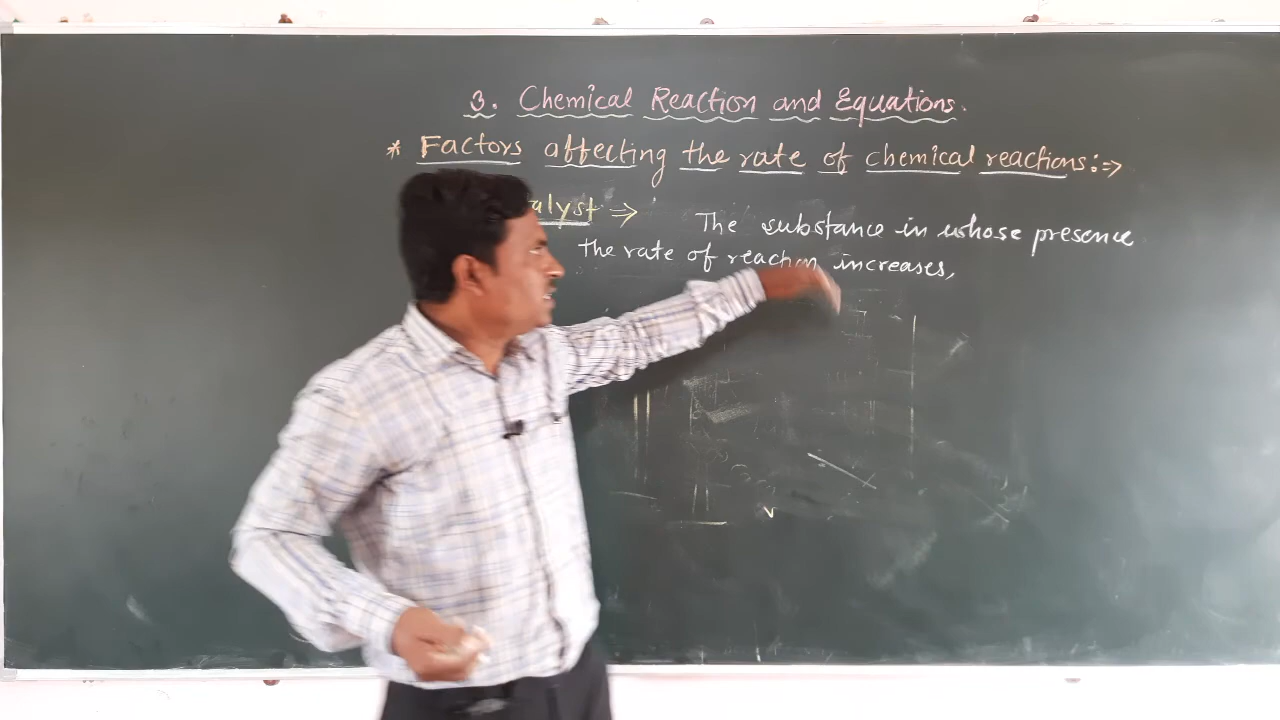 3. Chemical Reaction and Equations.
* Factors affecting the rate of chemical reactions:⇒
alyst ⇒ The substance in whose presence
the rate of reaction increases,